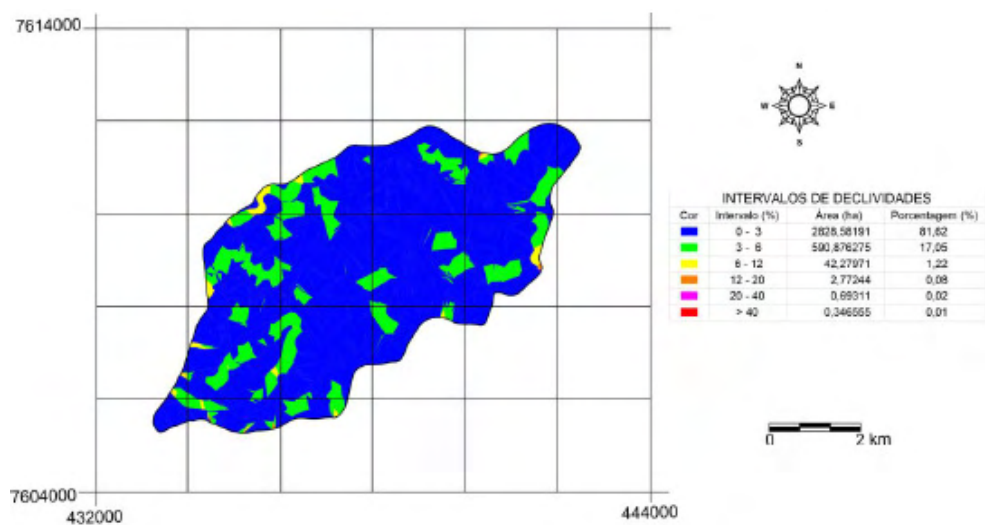 7614000
N
W
E
S
INTERVALOS DE DECLIVIDADES
Cor Intervalo (%) Área (ha) Porcentagem (%)
0 - 3 2828,58191 81,62
3 - 6 590,876275 17,05
6 - 12 42,27971 1,22
12 - 20 2,77244 0,08
20 - 40 0,69311 0,02
> 40 0,346555 0,01
0 2 km
7604000
432000 444000